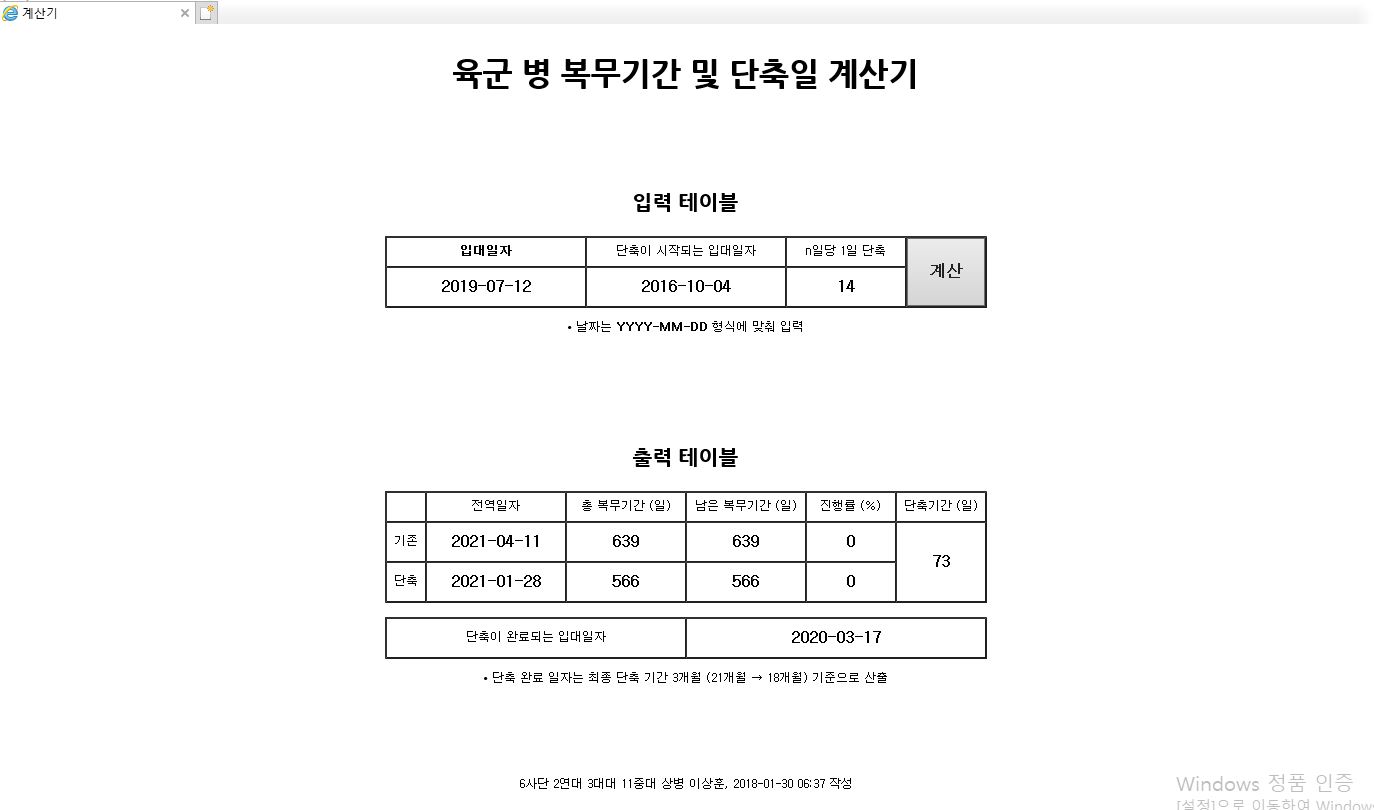 계산기
육군 병 복무기간 및 단축일 계산기
입력 테이블
입대일자 단축이 시작되는 입대일자 n일당 1일 단축 계산
2019-07-12 2016-10-04 14
• 날짜는 YYYY-MM-DD 형식에 맞춰 입력
출력 테이블
전역일자 총 복무기간 (일) 남은 복무기간 (일) 진행률 (%) 단축기간 (일)
기존 2021-04-11 639 639 0 73
단축 2021-01-28 566 566 0
단축이 완료되는 입대일자 2020-03-17
• 단축 완료 일자는 최종 단축 기간 3개월 (21개월 → 18개월) 기준으로 산출
6사단 2연대 3대대 11중대 상병 이상훈, 2018-01-30 06:37 작성
Windows 정품 인증
[설정]으로 이동하여 Windows